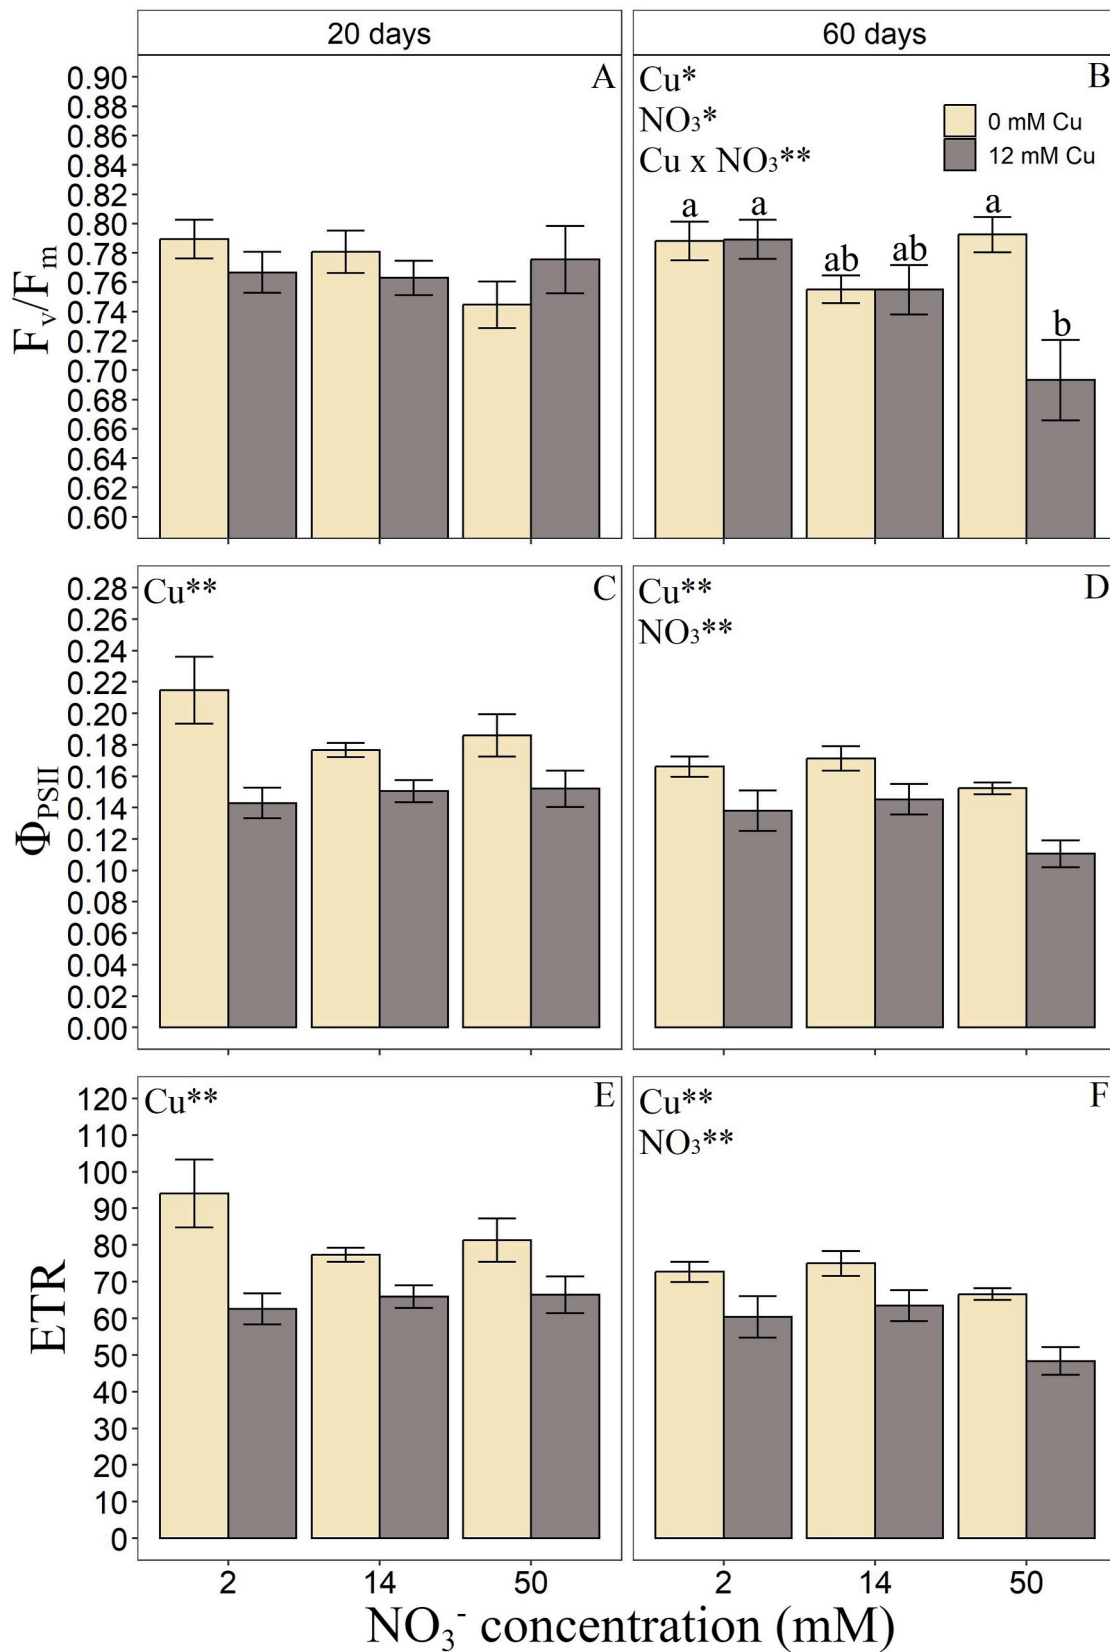 20 days
60 days
F_v/F_m
0.90
0.88
0.86
0.84
0.82
0.80
0.78
0.76
0.74
0.72
0.70
0.68
0.66
0.64
0.62
0.60
A
Cu*
NO₃*
Cu x NO₃**
B
0 mM Cu
12 mM Cu
a
a
ab
ab
a
b
Φ_PSII
0.28
0.26
0.24
0.22
0.20
0.18
0.16
0.14
0.12
0.10
0.08
0.06
0.04
0.02
0.00
Cu**
C
Cu**
NO₃**
D
ETR
120
110
100
90
80
70
60
50
40
30
20
10
0
Cu**
E
Cu**
NO₃**
F
2 14 50
2 14 50
NO₃⁻ concentration (mM)